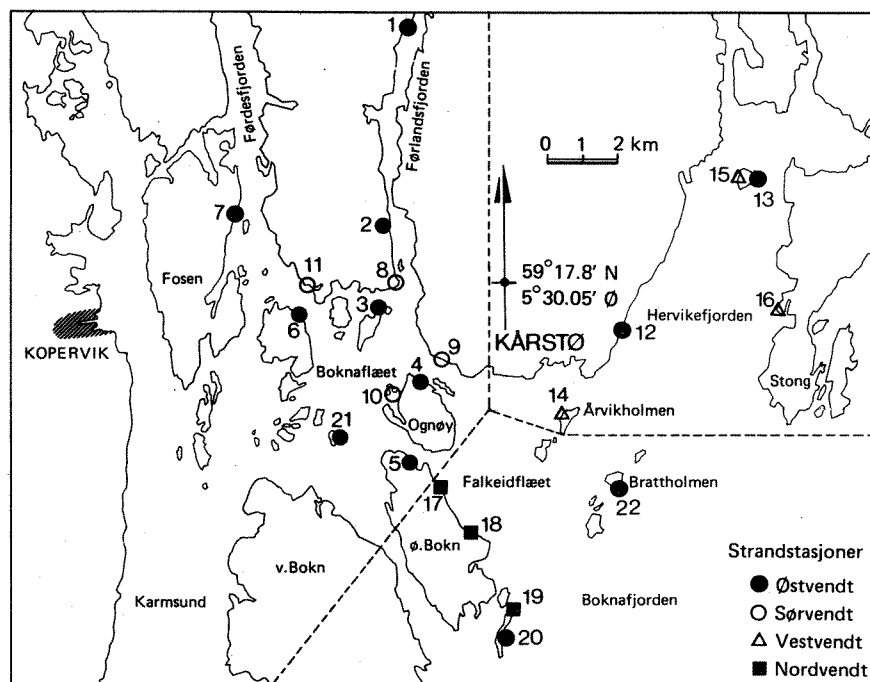 1
Førdesfjorden
Førlandsfjorden
0 1 2 km
15
13
7
2
Fosen
11
8
59°17.8' N
5°30.05' Ø
3
6
Hervikefjorden
16
KOPERVIK
KÅRSTØ
12
9
Boknaflæet
4
10
Stong
14
Årvikholmen
Ognøy
21
5
Falkeidflæet
Brattholmen
17
22
18
ø.Bokn
v.Bokn
Strandstasjoner
Østvendt
Karmsund
19
Boknafjorden
Sørvendt
20
Vestvendt
Nordvendt